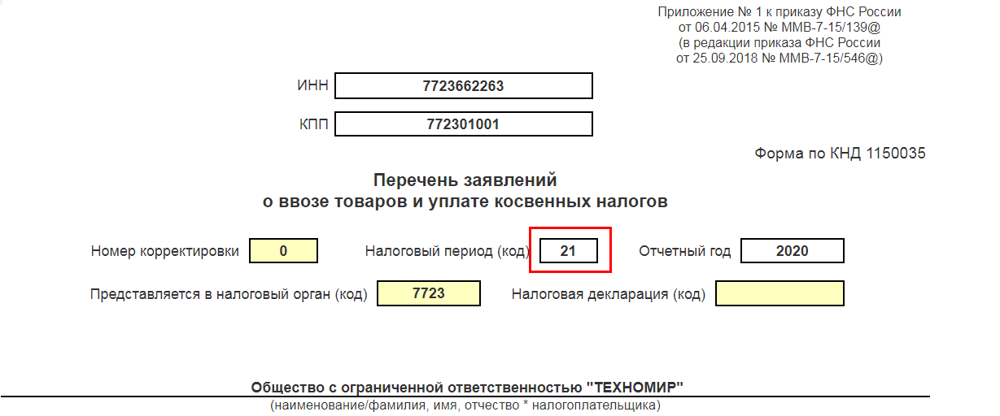 Приложение № 1 к приказу ФНС России
от 06.04.2015 № ММВ-7-15/139@
(в редакции приказа ФНС России
от 25.09.2018 № ММВ-7-15/546@)
ИНН 7723662263
КПП 772301001
Форма по КНД 1150035
Перечень заявлений
о ввозе товаров и уплате косвенных налогов
Номер корректировки 0 Налоговый период (код) 21 Отчетный год 2020
Представляется в налоговый орган (код) 7723 Налоговая декларация (код)
Общество с ограниченной ответственностью "ТЕХНОМИР"
(наименование/фамилия, имя, отчество * налогоплательщика)